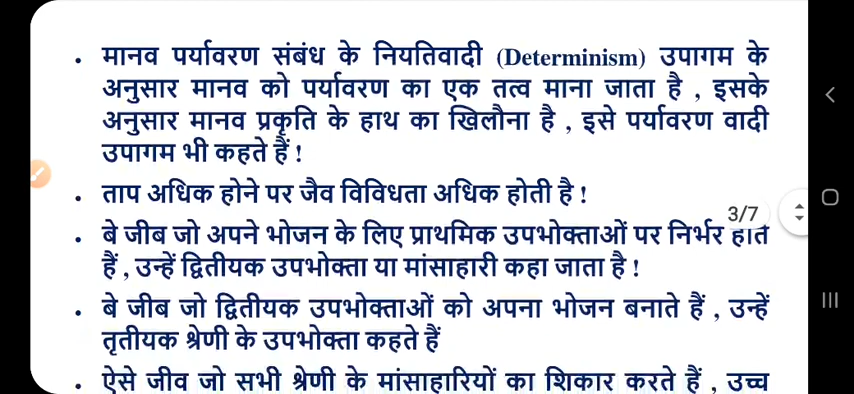 • मानव पर्यावरण संबंध के नियतिवादी (Determinism) उपागम के
अनुसार मानव को पर्यावरण का एक तत्व माना जाता है , इसके
अनुसार मानव प्रकृति के हाथ का खिलौना है , इसे पर्यावरण वादी
उपागम भी कहते हैं !
• ताप अधिक होने पर जैव विविधता अधिक होती है !
3/7
• बे जीब जो अपने भोजन के लिए प्राथमिक उपभोक्ताओं पर निर्भर होते
हैं , उन्हें द्वितीयक उपभोक्ता या मांसाहारी कहा जाता है !
• बे जीब जो द्वितीयक उपभोक्ताओं को अपना भोजन बनाते हैं , उन्हें
तृतीयक श्रेणी के उपभोक्ता कहते हैं
• ऐसे जीव जो सभी श्रेणी के मांसाहारियों का शिकार करते हैं , उच्च